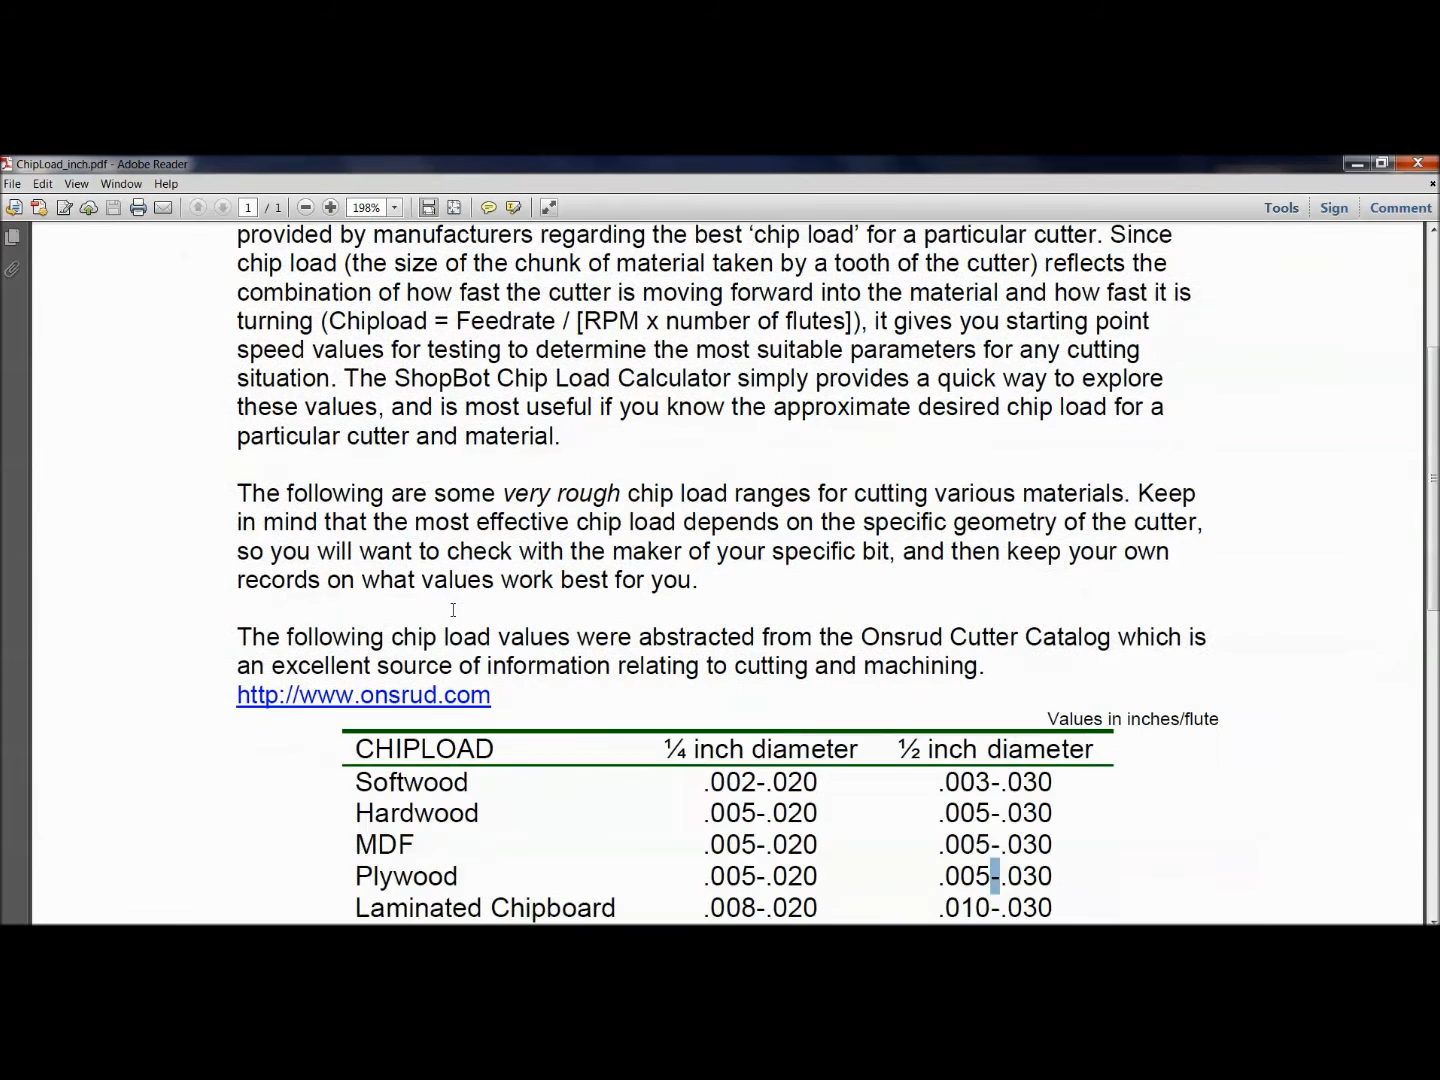 ChipLoad_inch.pdf - Adobe Reader
File Edit View Window Help
1 / 1 198% Tools Sign Comment
provided by manufacturers regarding the best ‘chip load’ for a particular cutter. Since
chip load (the size of the chunk of material taken by a tooth of the cutter) reflects the
combination of how fast the cutter is moving forward into the material and how fast it is
turning (Chipload = Feedrate / [RPM x number of flutes]), it gives you starting point
speed values for testing to determine the most suitable parameters for any cutting
situation. The ShopBot Chip Load Calculator simply provides a quick way to explore
these values, and is most useful if you know the approximate desired chip load for a
particular cutter and material.
The following are some very rough chip load ranges for cutting various materials. Keep
in mind that the most effective chip load depends on the specific geometry of the cutter,
so you will want to check with the maker of your specific bit, and then keep your own
records on what values work best for you.
The following chip load values were abstracted from the Onsrud Cutter Catalog which is
an excellent source of information relating to cutting and machining.
http://www.onsrud.com
Values in inches/flute
CHIPLOAD ¼ inch diameter ½ inch diameter
Softwood .002-.020 .003-.030
Hardwood .005-.020 .005-.030
MDF .005-.020 .005-.030
Plywood .005-.020 .005-.030
Laminated Chipboard .008-.020 .010-.030